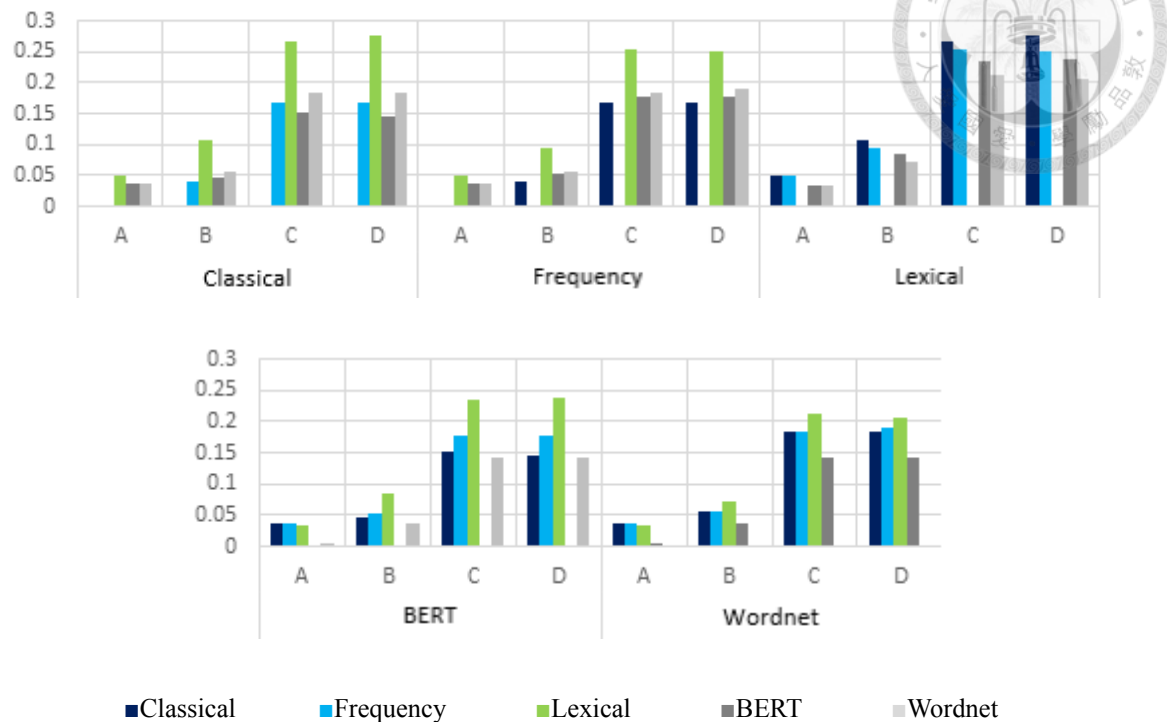 0.3
0.25
0.2
0.15
0.1
0.05
0
A B C D A B C D A B C D
Classical Frequency Lexical
0.3
0.25
0.2
0.15
0.1
0.05
0
A B C D A B C D
BERT Wordnet
Classical Frequency Lexical BERT Wordnet